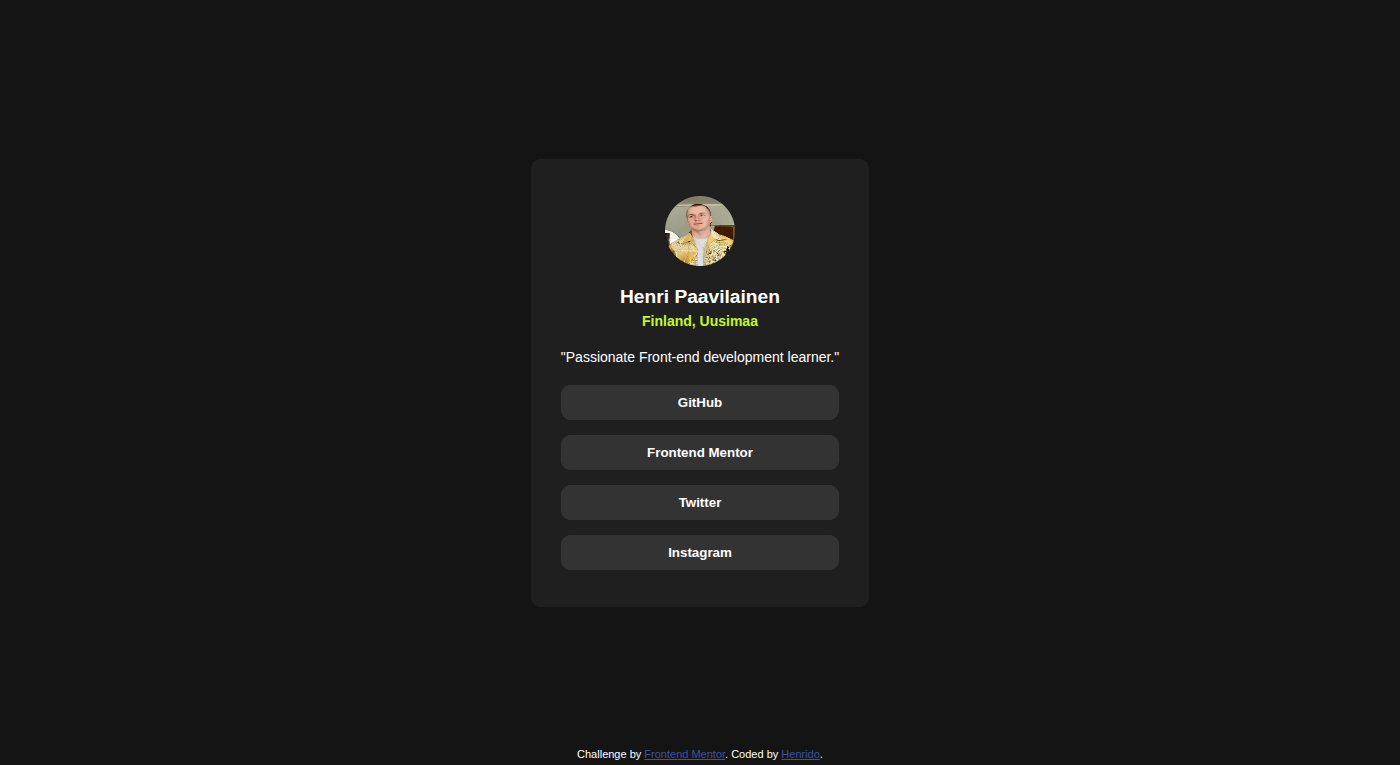 Henri Paavilainen
Finland, Uusimaa
"Passionate Front-end development learner."
GitHub
Frontend Mentor
Twitter
Instagram
Challenge by Frontend Mentor. Coded by Henrido.